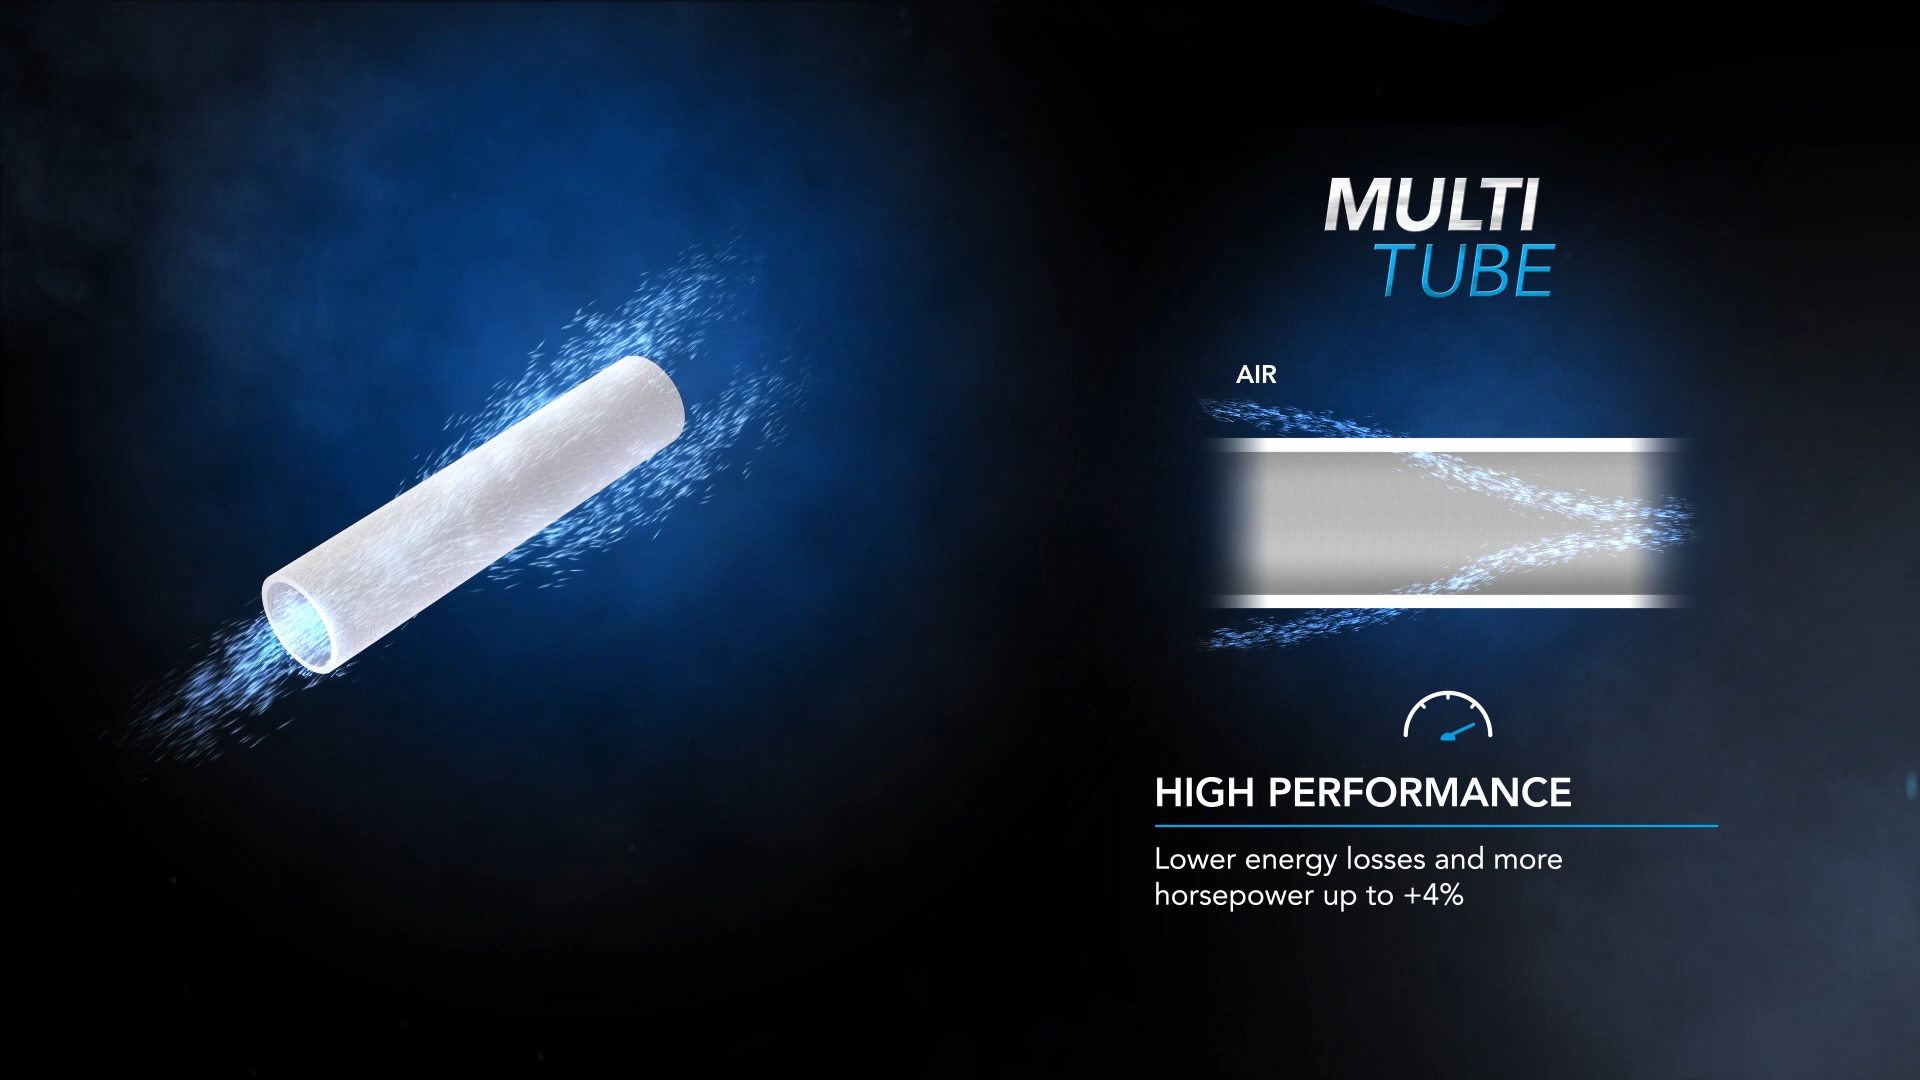 MULTI
TUBE
AIR
HIGH PERFORMANCE
Lower energy losses and more
horsepower up to +4%